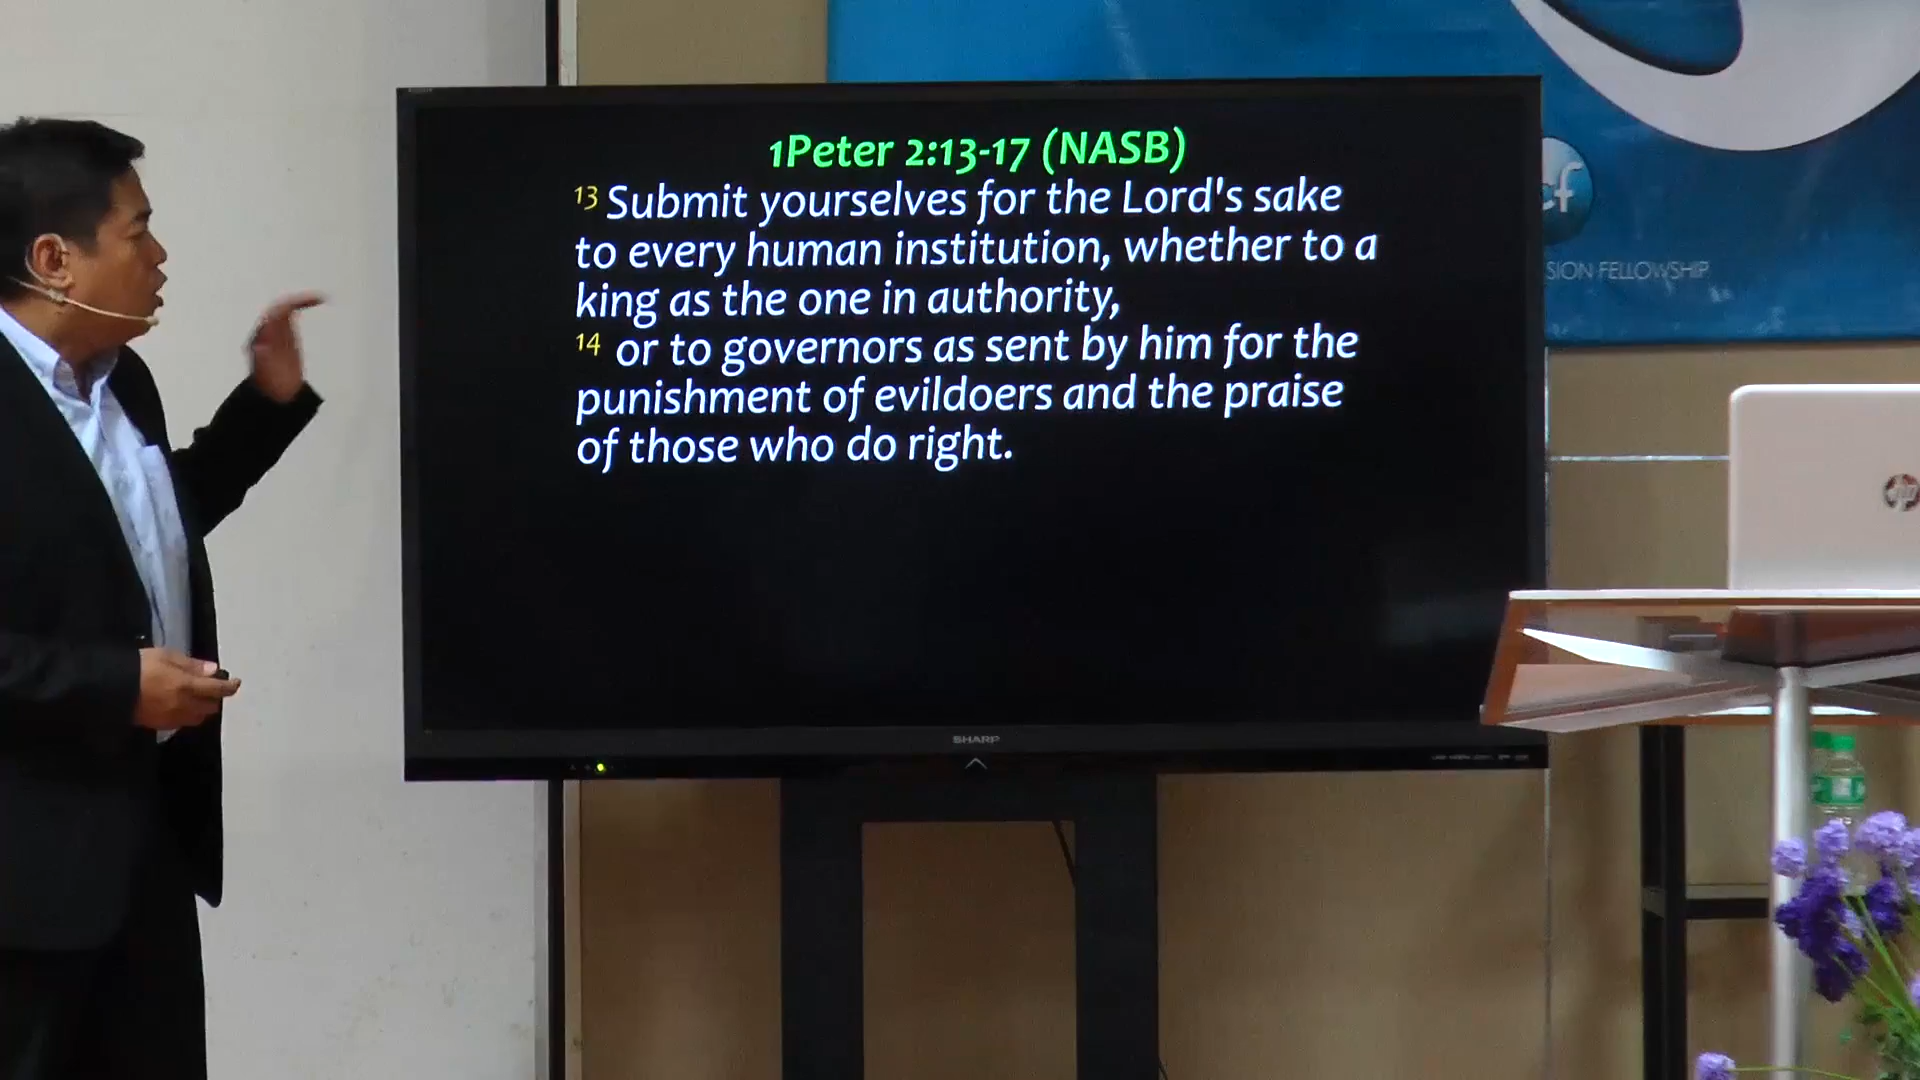 1Peter 2:13-17 (NASB)
13 Submit yourselves for the Lord's sake
to every human institution, whether to a
king as the one in authority,
14 or to governors as sent by him for the
punishment of evildoers and the praise
of those who do right.
cf
SION FELLOWSHIP
hp
SHARP